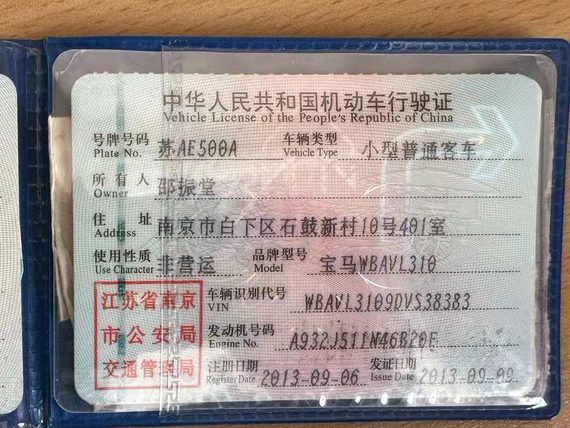 中华人民共和国机动车行驶证
Vehicle License of the People's Republic of China
号牌号码 苏AE500A 车辆类型 小型普通客车
Plate No. Vehicle Type
所有人 邵振堂
Owner
住址 南京市白下区石鼓新村10号401室
Address
使用性质 非营运 品牌型号 宝马WBAVL310
Use Character Model
江苏省南京 车辆识别代号 WBAVL3109DVS38383
市公安局 VIN
交通管理局 发动机号码 A932J511N46B20F
Engine No.
注册日期 2013-09-06 发证日期 2013-09-09
Register Date Issue Date